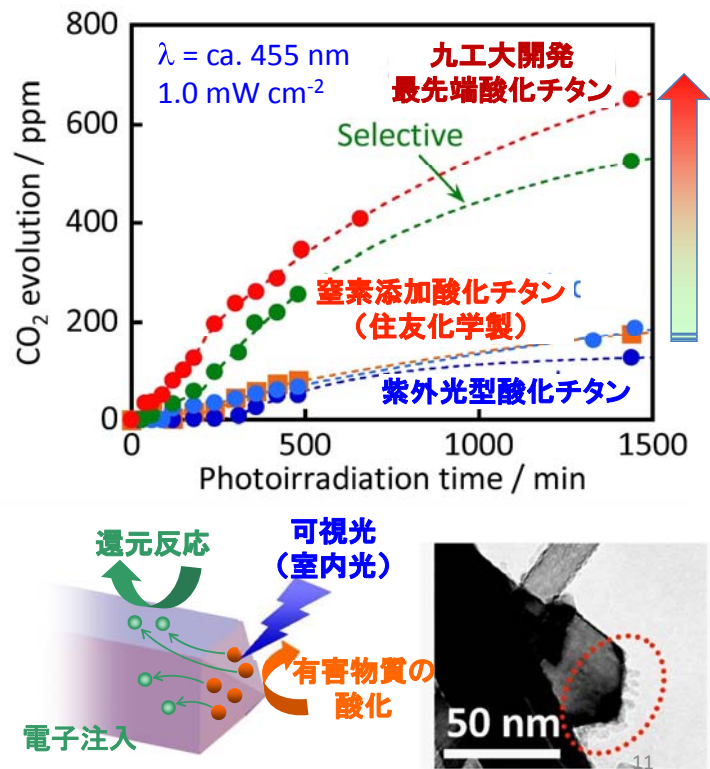 800
600
400
200
0
CO₂ evolution / ppm
λ = ca. 455 nm
1.0 mW cm⁻²
九工大開発
最先端酸化チタン
Selective
窒素添加酸化チタン
（住友化学製）
紫外光型酸化チタン
0
500
1000
1500
Photoirradiation time / min
還元反応
可視光
（室内光）
有害物質の
酸化
電子注入
50 nm
11